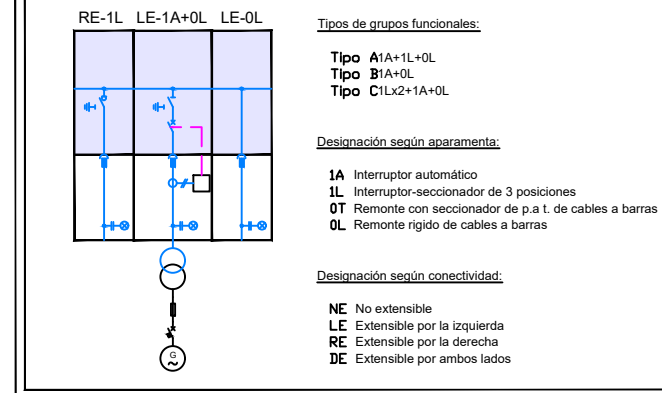 RE-1L LE-1A+0L LE-0L
G
Tipos de grupos funcionales:
Tipo A1A+1L+0L
Tipo B1A+0L
Tipo C1Lx2+1A+0L
Designación según aparamenta:
1A Interruptor automático
1L Interruptor-seccionador de 3 posiciones
0T Remonte con seccionador de p.a t. de cables a barras
0L Remonte rigido de cables a barras
Designación según conectividad:
NE No extensible
LE Extensible por la izquierda
RE Extensible por la derecha
DE Extensible por ambos lados